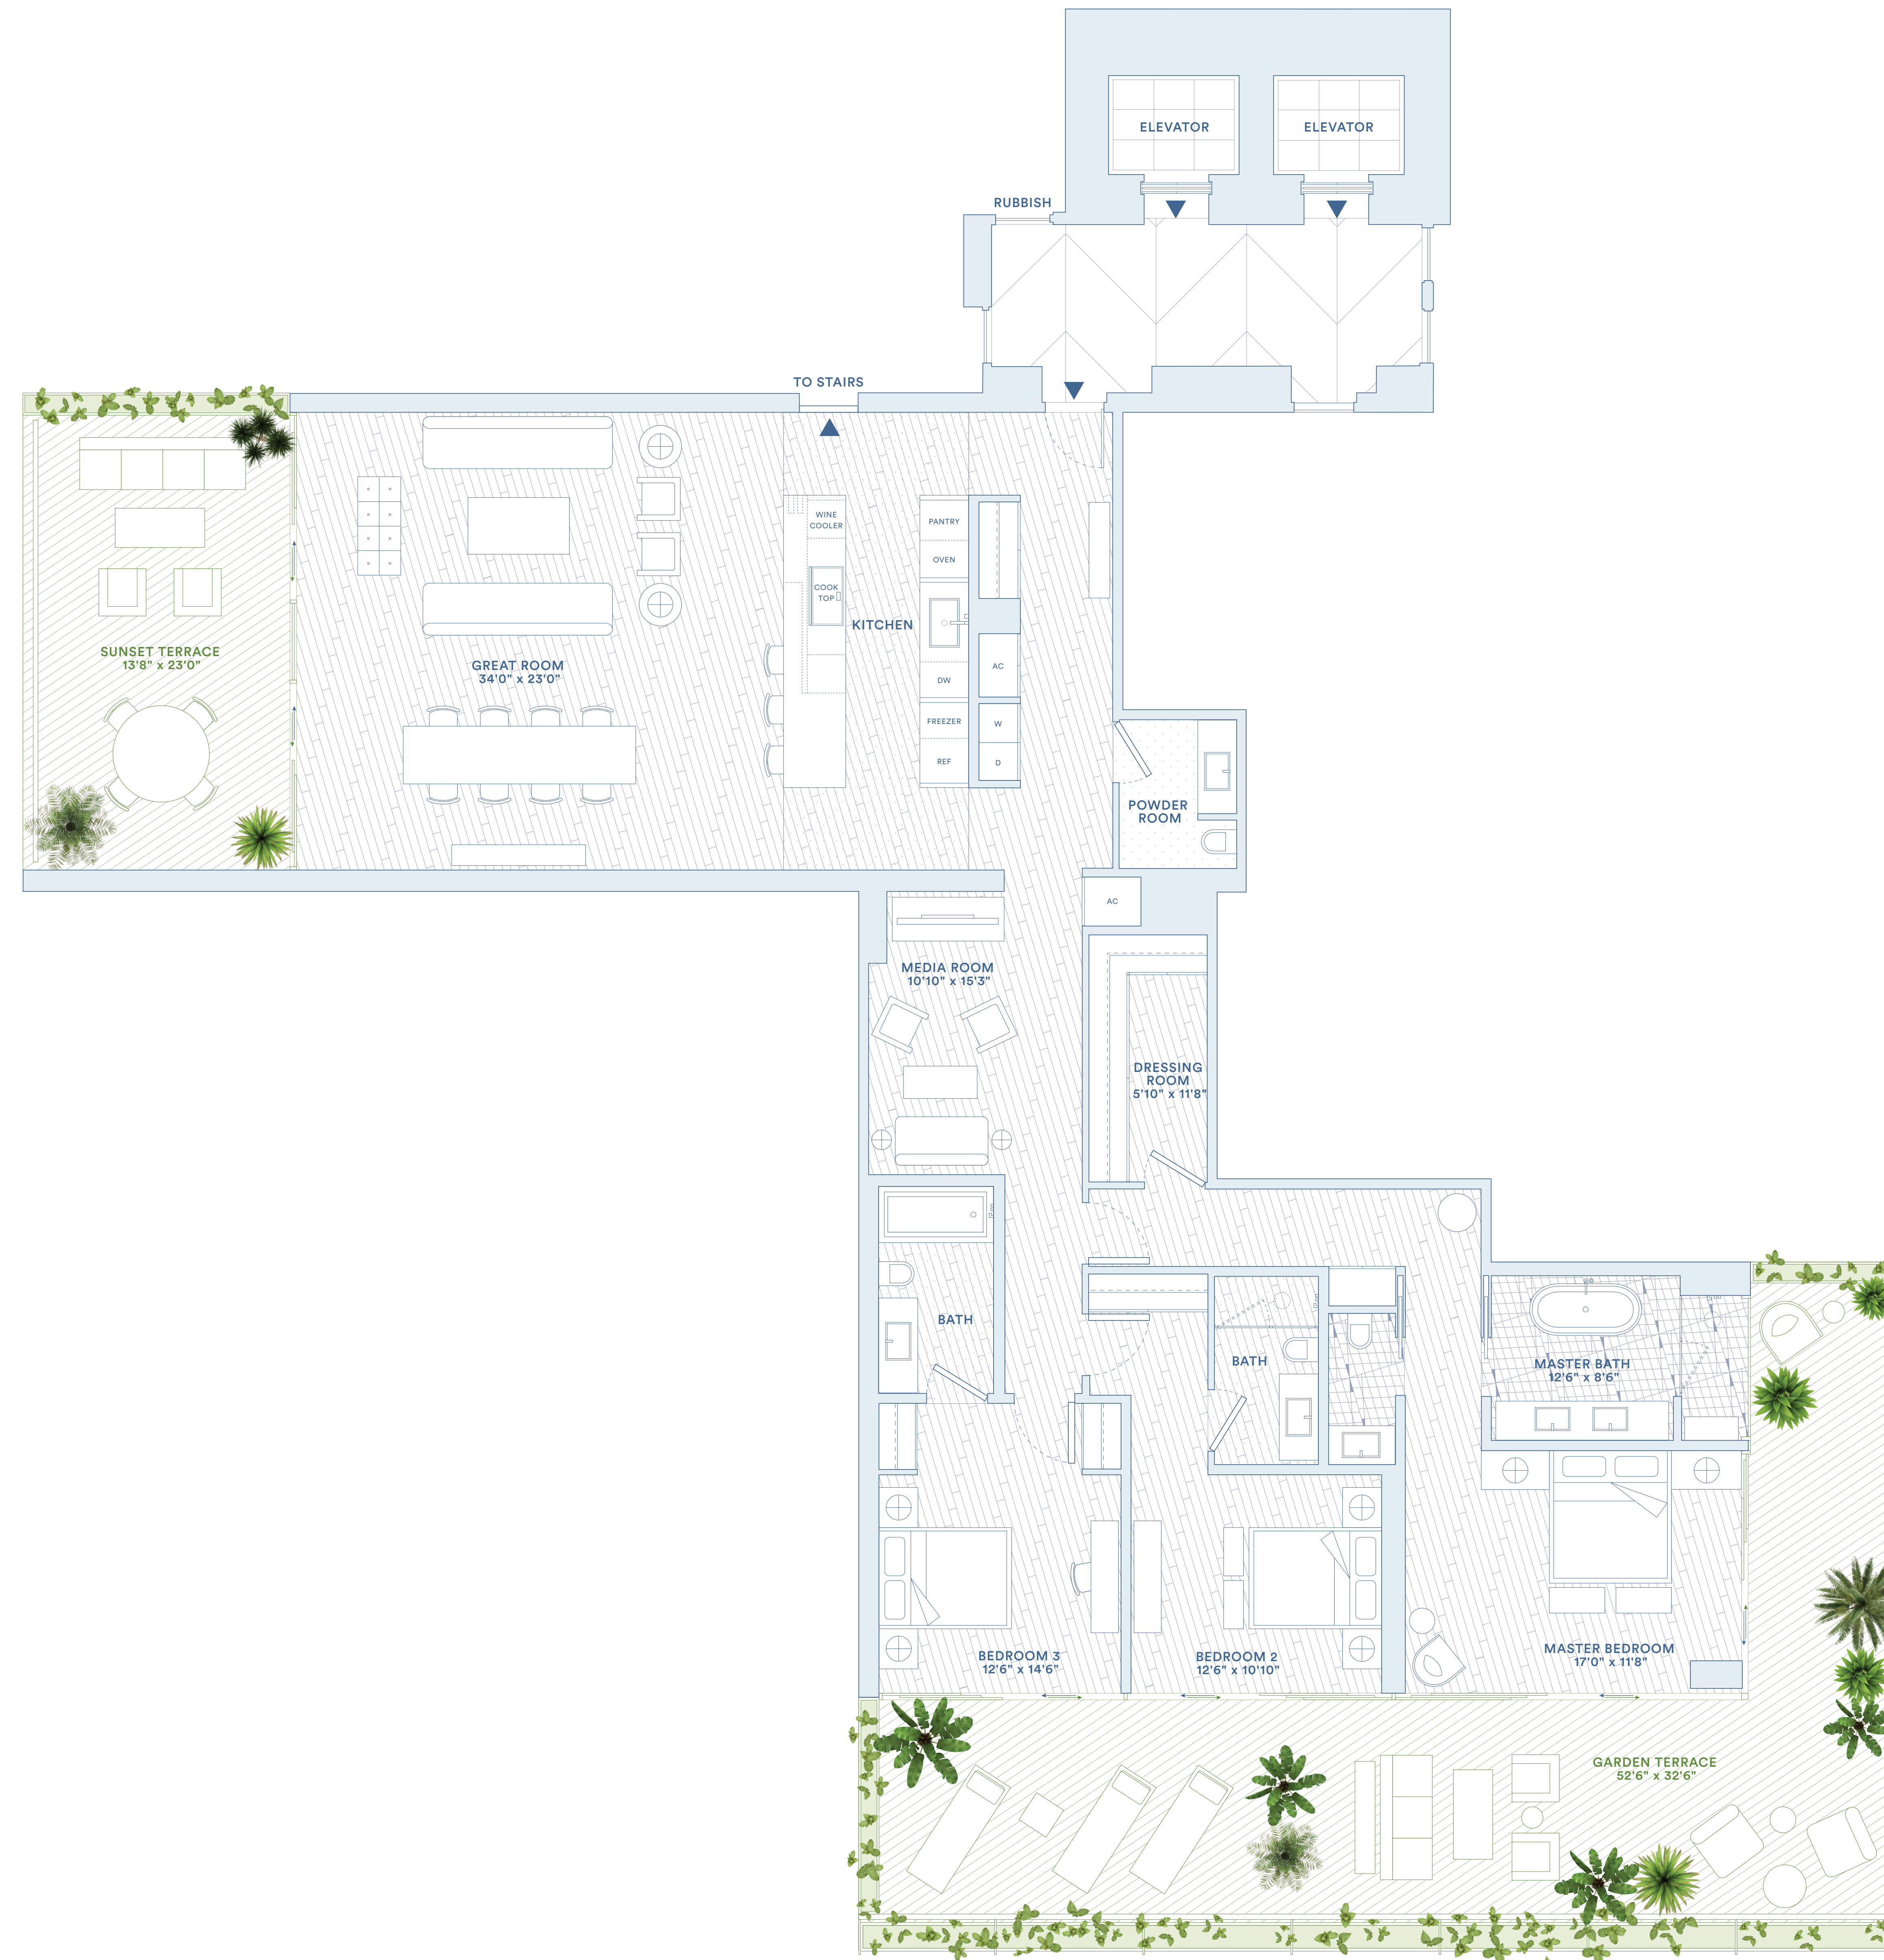 ELEVATOR
ELEVATOR
RUBBISH
TO STAIRS
WINE
COOLER
PANTRY
OVEN
COOK
TOP
KITCHEN
SUNSET TERRACE
13'8" x 23'0"
GREAT ROOM
34'0" x 23'0"
AC
DW
FREEZER
W
REF
D
POWDER
ROOM
AC
MEDIA ROOM
10'10" x 15'3"
DRESSING
ROOM
5'10" x 11'8"
BATH
BATH
MASTER BATH
12'6" x 8'6"
BEDROOM 3
12'6" x 14'6"
BEDROOM 2
12'6" x 10'10"
MASTER BEDROOM
17'0" x 11'8"
GARDEN TERRACE
52'6" x 32'6"